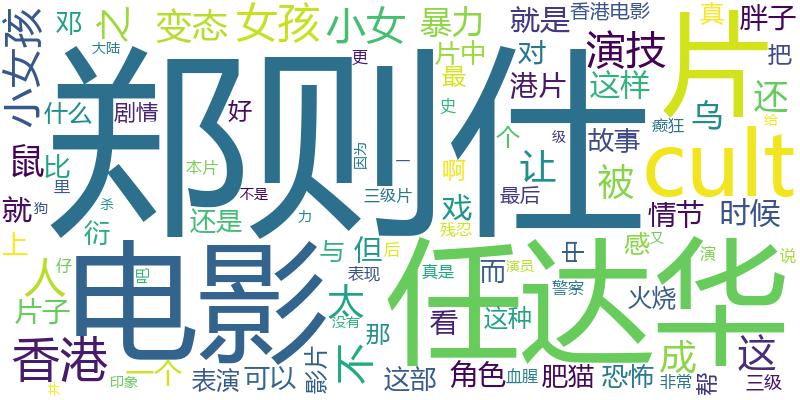 郑则仕
电影
任达华
片
cult
香港
小女孩
邓
之
变态
女孩
小女
暴力
就是
香港电影
真
胖子
大陆
更
片中
对
演技
把
什么
剧情
好
最
史
港片
这样
还
鼠
比
本片
因为
一
啊
个
级
故事
癫狂
乌
给
里
狗
杀
不是
三级片
让
被
就
衍
还是
力
戏
最后
情节
时候
上
仔
与
但
后
残忍
而
中
感
又
演
说
人
片子
表现
太
真是
演员
警察
火烧
没有
那
看
这种
成
这
不
印象
一个
表演
可以
影片
这部
角色
血腥
肥猫
恐怖
非常
帮
三级